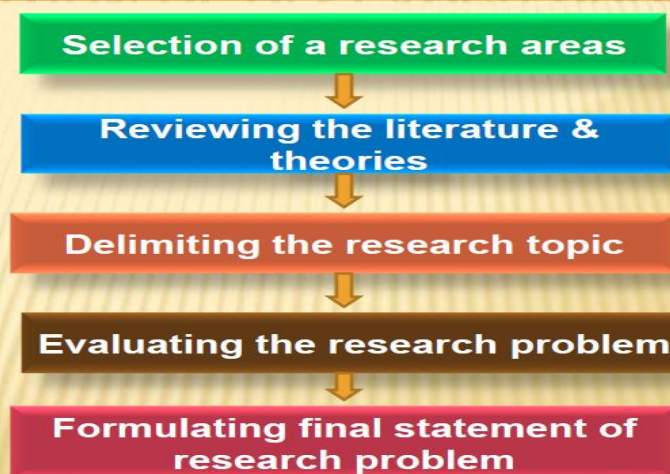 Selection of a research areas
Reviewing the literature &
theories
Delimiting the research topic
Evaluating the research problem
Formulating final statement of
research problem